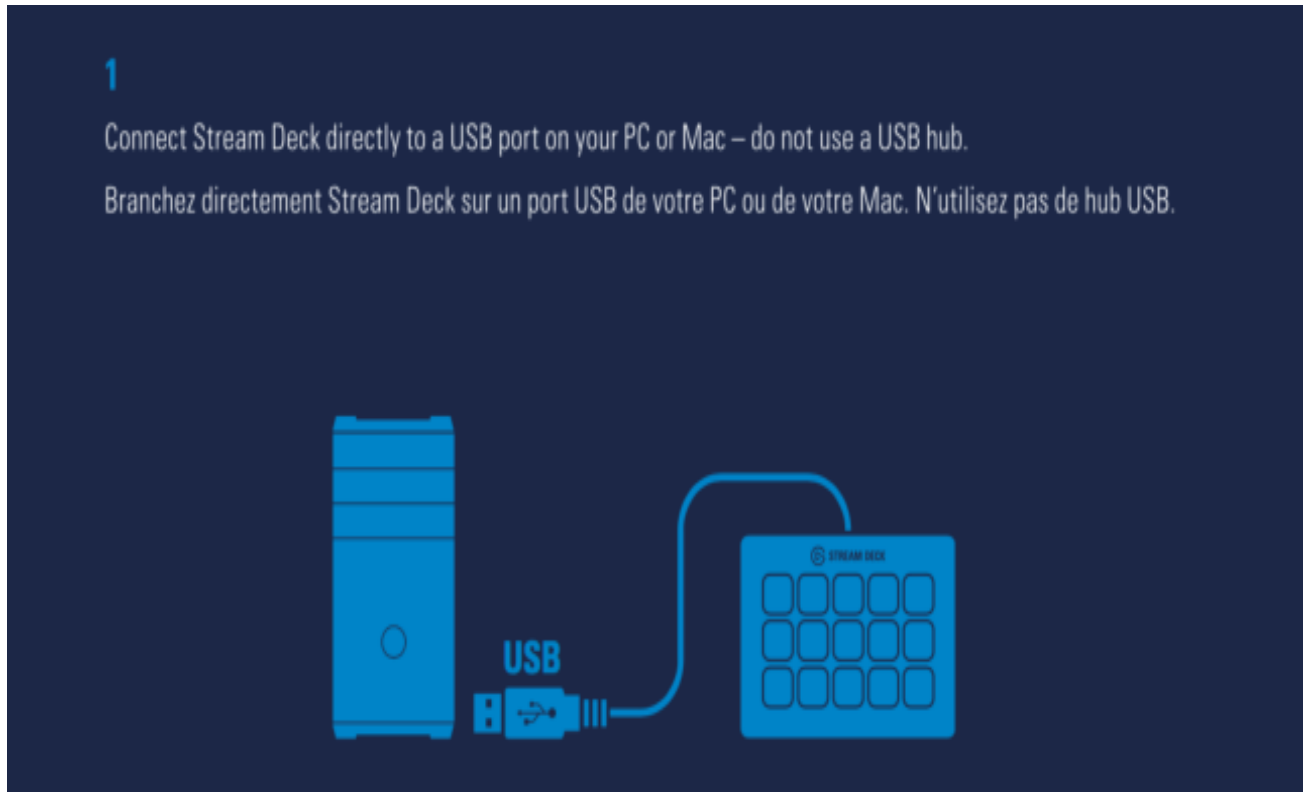 1
Connect Stream Deck directly to a USB port on your PC or Mac – do not use a USB hub.
Branchez directement Stream Deck sur un port USB de votre PC ou de votre Mac. N’utilisez pas de hub USB.
STREAM DECK
USB